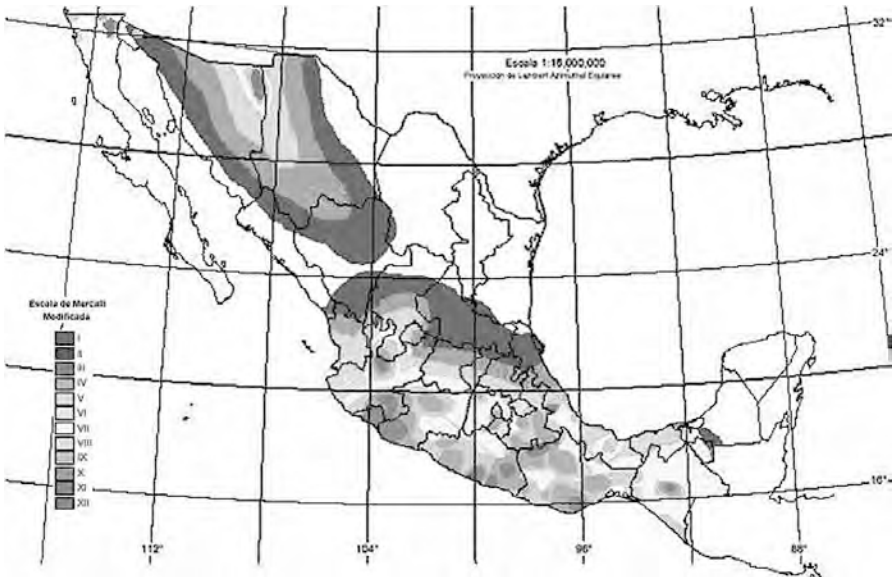 32°
Escala 1:16,000,000
Proyección de Lambert Azimuthal Equiarea
24°
Escala de Mercalli
Modificada
I
II
III
IV
V
VI
VII
VIII
IX
X
XI
XII
16°
112°
104°
96°
88°